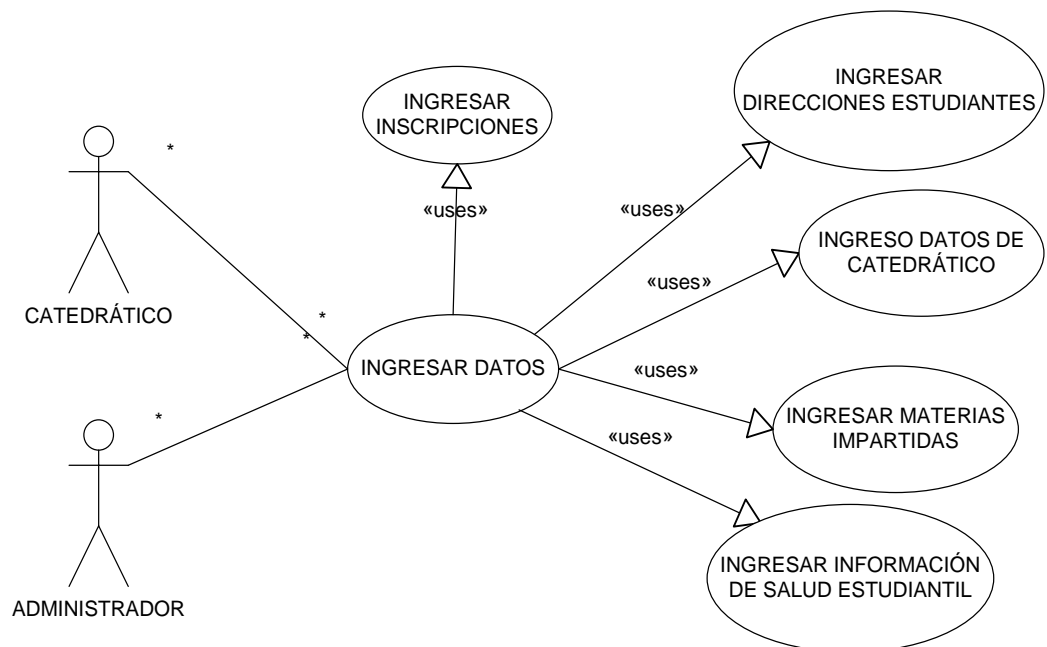 INGRESAR
DIRECCIONES ESTUDIANTES
INGRESAR
INSCRIPCIONES
*
«uses»
«uses»
INGRESO DATOS DE
CATEDRÁTICO
«uses»
CATEDRÁTICO
*
*
INGRESAR DATOS
«uses»
*
INGRESAR MATERIAS
IMPARTIDAS
«uses»
INGRESAR INFORMACIÓN
DE SALUD ESTUDIANTIL
ADMINISTRADOR